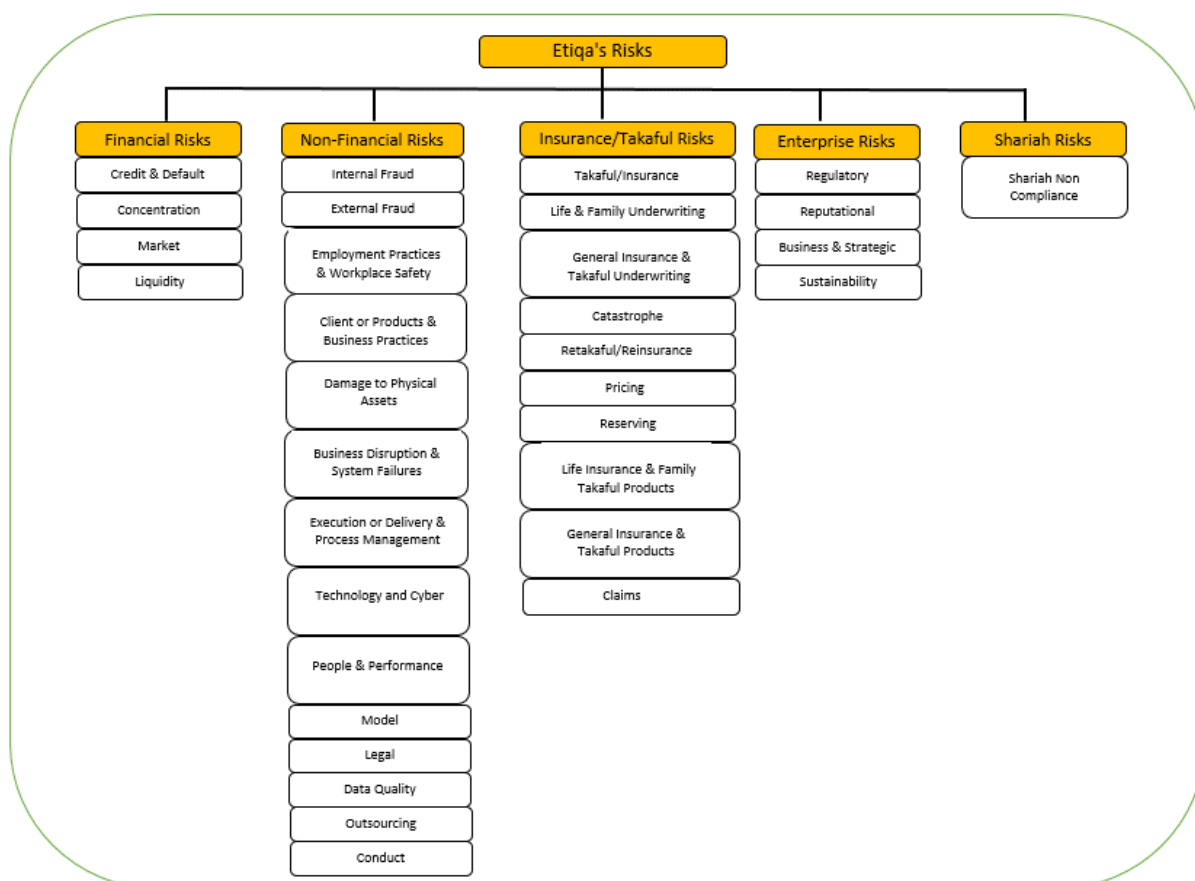 Etiqa's Risks
Financial Risks
Credit & Default
Concentration
Market
Liquidity
Non-Financial Risks
Internal Fraud
External Fraud
Employment Practices
& Workplace Safety
Client or Products &
Business Practices
Damage to Physical
Assets
Business Disruption &
System Failures
Execution or Delivery &
Process Management
Technology and Cyber
People & Performance
Model
Legal
Data Quality
Outsourcing
Conduct
Insurance/Takaful Risks
Takaful/Insurance
Life & Family Underwriting
General Insurance &
Takaful Underwriting
Catastrophe
Retakaful/Reinsurance
Pricing
Reserving
Life Insurance & Family
Takaful Products
General Insurance &
Takaful Products
Claims
Enterprise Risks
Regulatory
Reputational
Business & Strategic
Sustainability
Shariah Risks
Shariah Non
Compliance